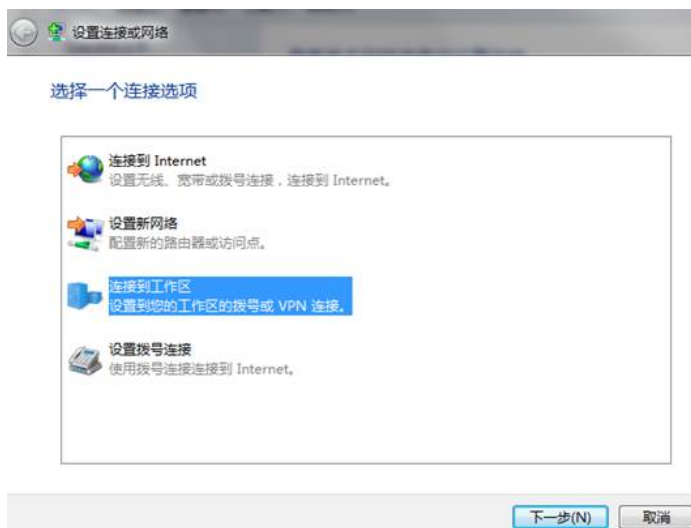 设置连接或网络
选择一个连接选项
连接到 Internet
设置无线、宽带或拨号连接，连接到 Internet。
设置新网络
配置新的路由器或访问点。
连接到工作区
设置到您的工作区的拨号或 VPN 连接。
设置拨号连接
使用拨号连接连接到 Internet。
下一步(N)
取消